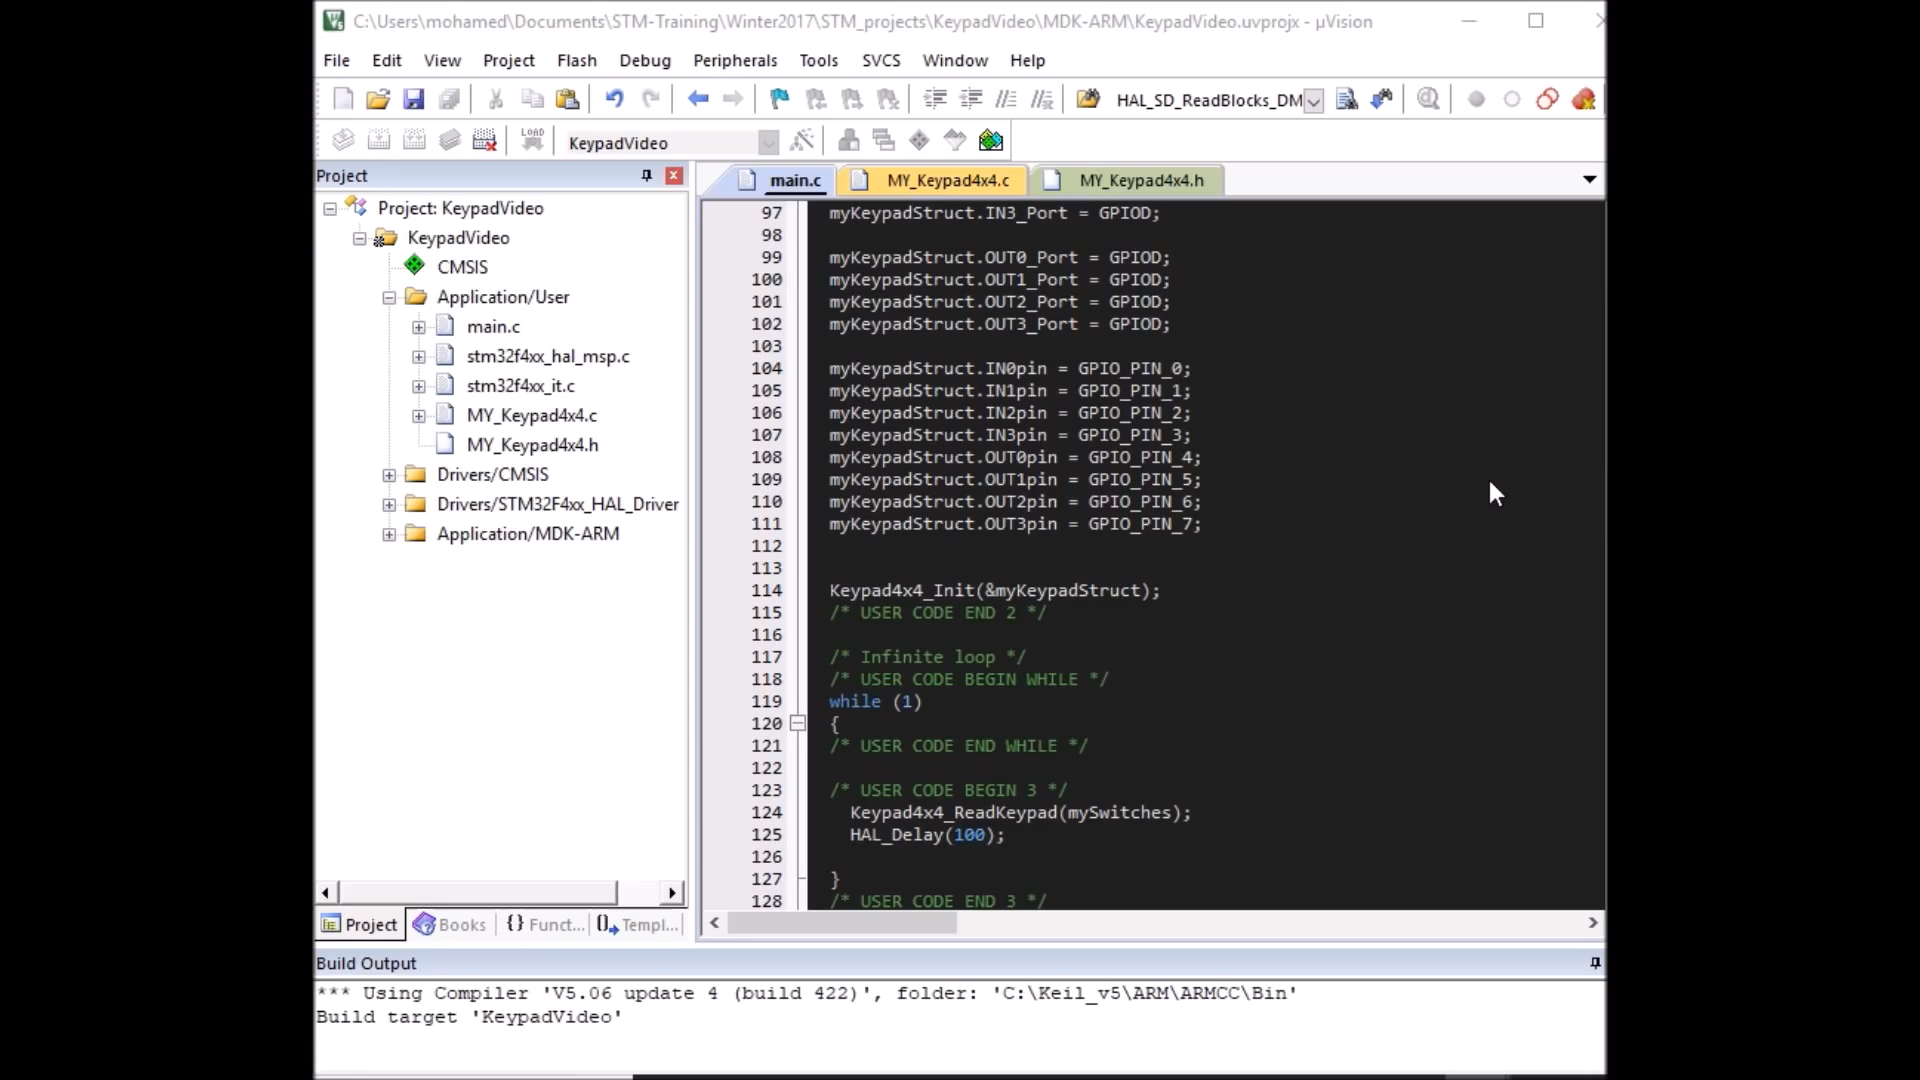 C:\Users\mohamed\Documents\STM-Training\Winter2017\STM_projects\KeypadVideo\MDK-ARM\KeypadVideo.uvprojx - µVision
File Edit View Project Flash Debug Peripherals Tools SVCS Window Help
HAL_SD_ReadBlocks_DM
LOAD KeypadVideo
Project
Project: KeypadVideo
KeypadVideo
CMSIS
Application/User
main.c
stm32f4xx_hal_msp.c
stm32f4xx_it.c
MY_Keypad4x4.c
MY_Keypad4x4.h
Drivers/CMSIS
Drivers/STM32F4xx_HAL_Driver
Application/MDK-ARM
Project Books {} Funct... Templ...
main.c MY_Keypad4x4.c MY_Keypad4x4.h
97 myKeypadStruct.IN3_Port = GPIOD;
98
99 myKeypadStruct.OUT0_Port = GPIOD;
100 myKeypadStruct.OUT1_Port = GPIOD;
101 myKeypadStruct.OUT2_Port = GPIOD;
102 myKeypadStruct.OUT3_Port = GPIOD;
103
104 myKeypadStruct.IN0pin = GPIO_PIN_0;
105 myKeypadStruct.IN1pin = GPIO_PIN_1;
106 myKeypadStruct.IN2pin = GPIO_PIN_2;
107 myKeypadStruct.IN3pin = GPIO_PIN_3;
108 myKeypadStruct.OUT0pin = GPIO_PIN_4;
109 myKeypadStruct.OUT1pin = GPIO_PIN_5;
110 myKeypadStruct.OUT2pin = GPIO_PIN_6;
111 myKeypadStruct.OUT3pin = GPIO_PIN_7;
112
113
114 Keypad4x4_Init(&myKeypadStruct);
115 /* USER CODE END 2 */
116
117 /* Infinite loop */
118 /* USER CODE BEGIN WHILE */
119 while (1)
120 {
121 /* USER CODE END WHILE */
122
123 /* USER CODE BEGIN 3 */
124 Keypad4x4_ReadKeypad(mySwitches);
125 HAL_Delay(100);
126
127 }
128 /* USER CODE END 3 */
Build Output
*** Using Compiler 'V5.06 update 4 (build 422)', folder: 'C:\Keil_v5\ARM\ARMCC\Bin'
Build target 'KeypadVideo'